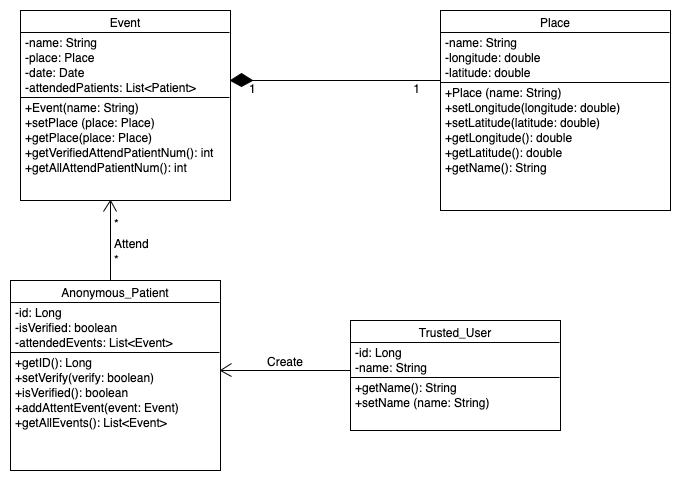 Event
-name: String
-place: Place
-date: Date
-attendedPatients: List<Patient>
+Event(name: String)
+setPlace (place: Place)
+getPlace(place: Place)
+getVerifiedAttendPatientNum(): int
+getAllAttendPatientNum(): int
1
1
Place
-name: String
-longitude: double
-latitude: double
+Place (name: String)
+setLongitude(longitude: double)
+setLatitude(latitude: double)
+getLongitude(): double
+getLatitude(): double
+getName(): String
*
Attend
*
Anonymous_Patient
-id: Long
-isVerified: boolean
-attendedEvents: List<Event>
+getID(): Long
+setVerify(verify: boolean)
+isVerified(): boolean
+addAttentEvent(event: Event)
+getAllEvents(): List<Event>
Create
Trusted_User
-id: Long
-name: String
+getName(): String
+setName (name: String)